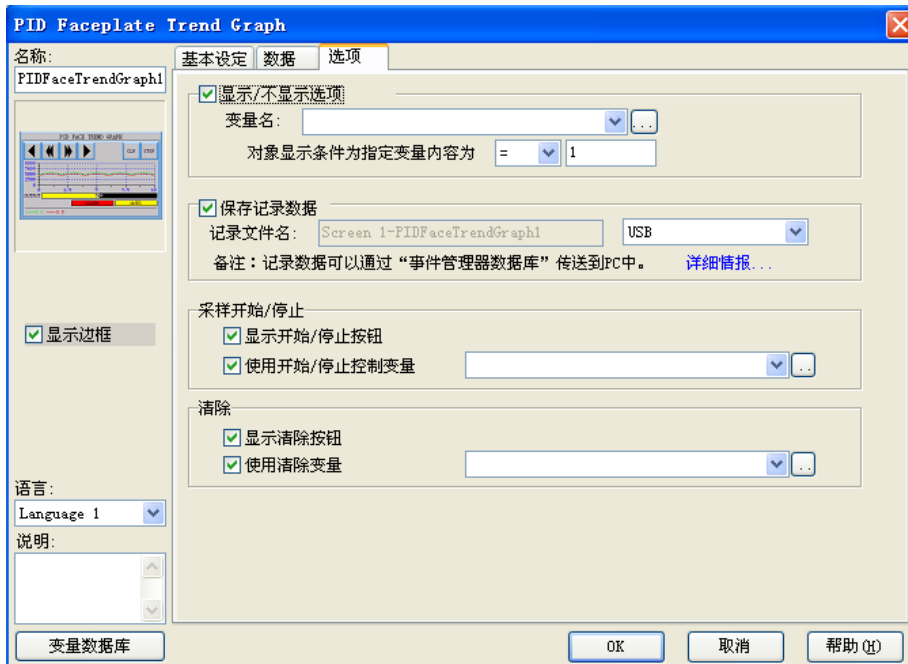 PID Faceplate Trend Graph
名称:
PIDFaceTrendGraph1
PID FACE TREND GRAPH
CLR
STOP
OUTPUT
显示边框
语言:
Language 1
说明:
变量数据库
基本设定 数据 选项
显示/不显示选项
变量名:
...
对象显示条件为指定变量内容为 = 1
保存记录数据
记录文件名: Screen 1-PIDFaceTrendGraph1 USB
备注：记录数据可以通过“事件管理器数据库”传送到PC中。 详细情报...
采样开始/停止
显示开始/停止按钮
使用开始/停止控制变量 ..
清除
显示清除按钮
使用清除变量 ..
OK 取消 帮助(H)